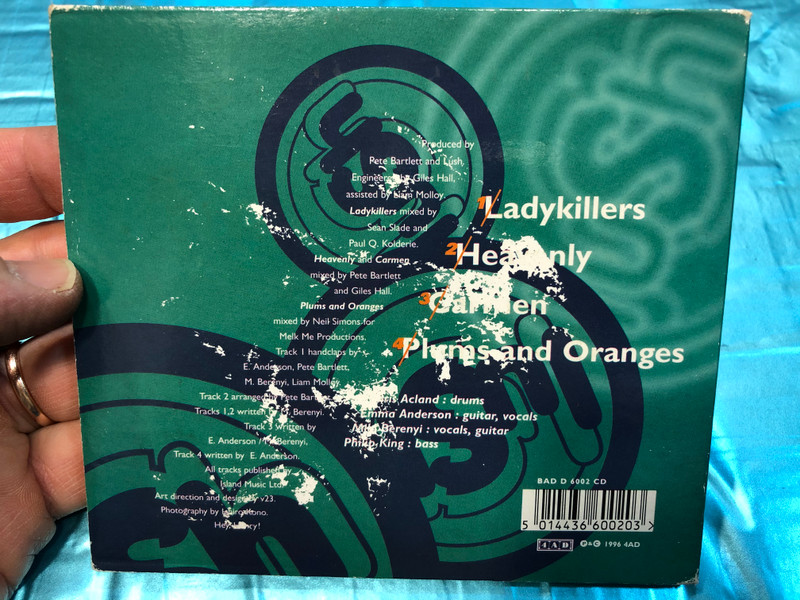 Produced by
Pete Bartlett and Lush.
Engineered by Giles Hall,
assisted by Liam Molloy.
Ladykillers mixed by
Sean Slade and
Paul Q. Kolderie.
Heavenly and Carmen
mixed by Pete Bartlett
and Giles Hall.
Plums and Oranges
mixed by Neil Simons for
Melk Me Productions.
Track 1 handclaps by
E. Anderson, Pete Bartlett,
M. Berenyi, Liam Molloy.
Track 2 arranged by Pete Bartlett
Tracks 1,2 written by M. Berenyi.
Track 3 written by
E. Anderson / M. Berenyi.
Track 4 written by E. Anderson.
All tracks published
Island Music Ltd.
Art direction and design by v23.
Photography by
Hey,
1/Ladykillers
2/Heavenly
3/Carmen
4/Plums and Oranges
Acland : drums
Emma Anderson : guitar, vocals
Miki Berenyi : vocals, guitar
Philip King : bass
Lush
BAD D 6002 CD
5 014436 600203 >
4AD ℗&© 1996 4AD